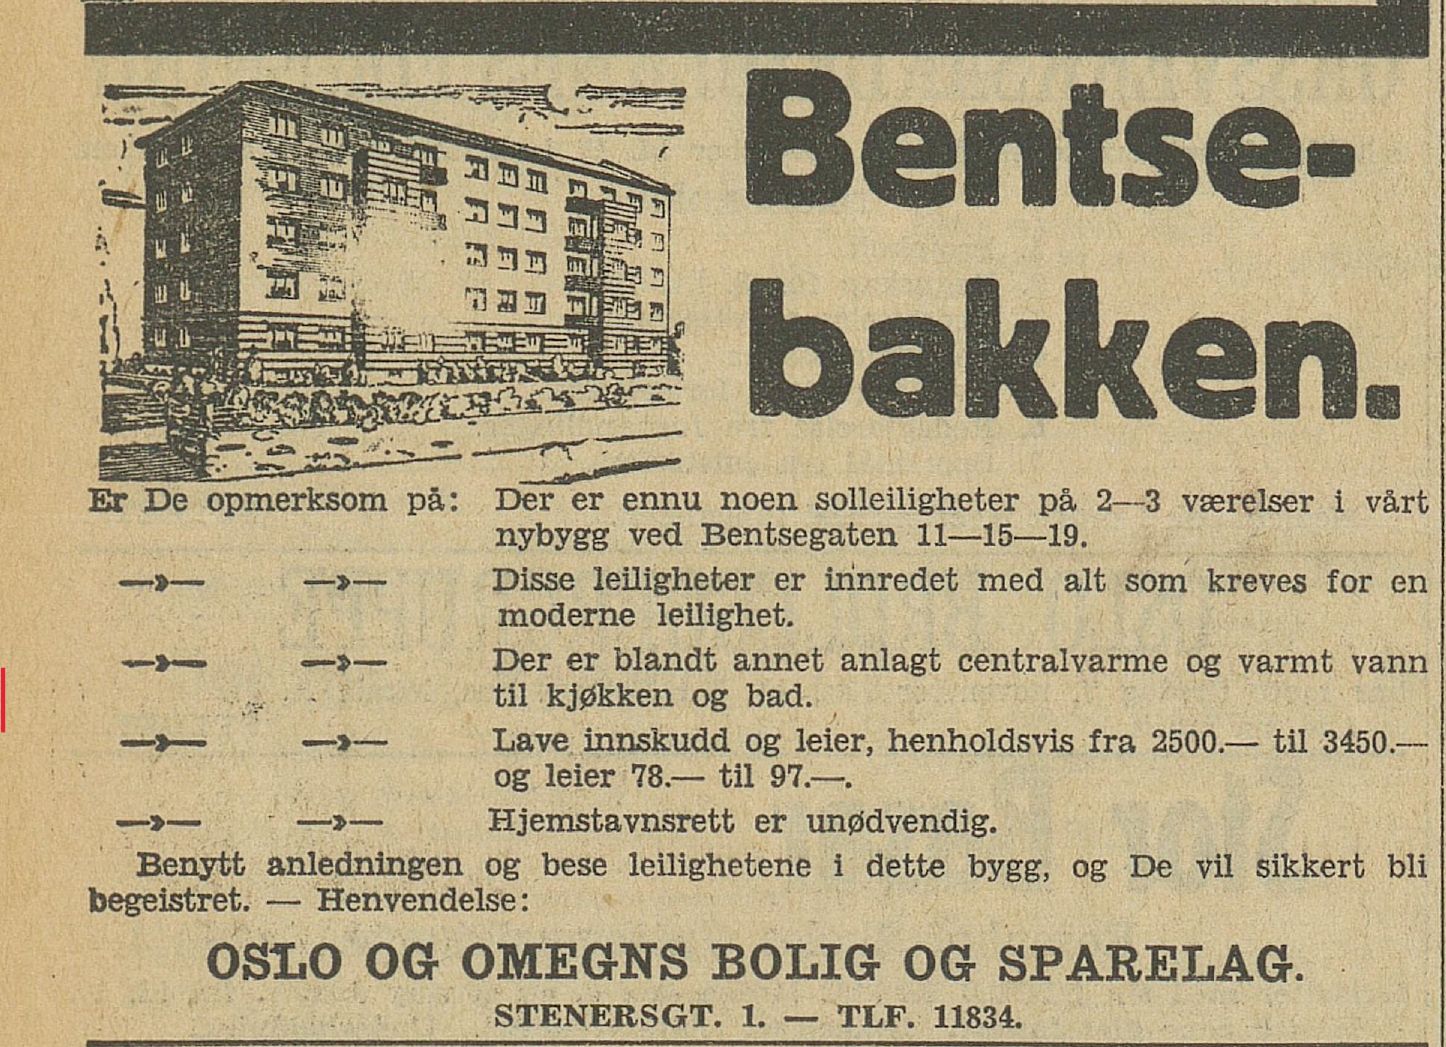 Bentse-
bakken.
Er De opmerksom på: Der er ennu noen solleiligheter på 2—3 værelser i vårt
nybygg ved Bentsegaten 11—15—19.
—»— —»— Disse leiligheter er innredet med alt som kreves for en
moderne leilighet.
—»— —»— Der er blandt annet anlagt centralvarme og varmt vann
til kjøkken og bad.
—»— —»— Lave innskudd og leier, henholdsvis fra 2500.— til 3450.—
og leier 78.— til 97.—.
—»— —»— Hjemstavnsrett er unødvendig.
Benytt anledningen og bese leilighetene i dette bygg, og De vil sikkert bli
begeistret. — Henvendelse:
OSLO OG OMEGNS BOLIG OG SPARELAG.
STENERSGT. 1. — TLF. 11834.